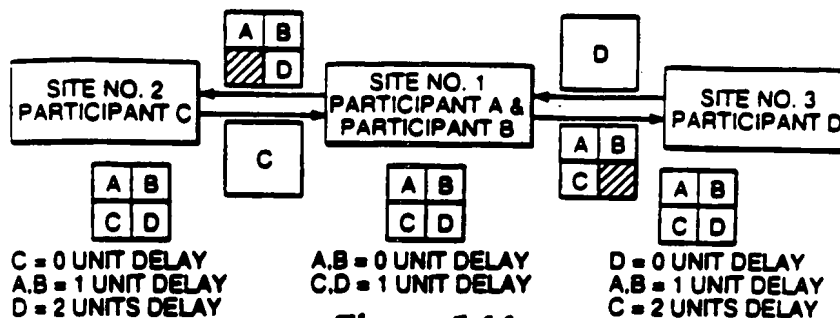 A B
D
D
SITE NO. 2
PARTICIPANT C
SITE NO. 1
PARTICIPANT A &
PARTICIPANT B
SITE NO. 3
PARTICIPANT D
C
A B
C
A B
C D
A B
C D
A B
C D
C = 0 UNIT DELAY
A,B = 1 UNIT DELAY
D = 2 UNITS DELAY
A,B = 0 UNIT DELAY
C,D = 1 UNIT DELAY
D = 0 UNIT DELAY
A,B = 1 UNIT DELAY
C = 2 UNITS DELAY